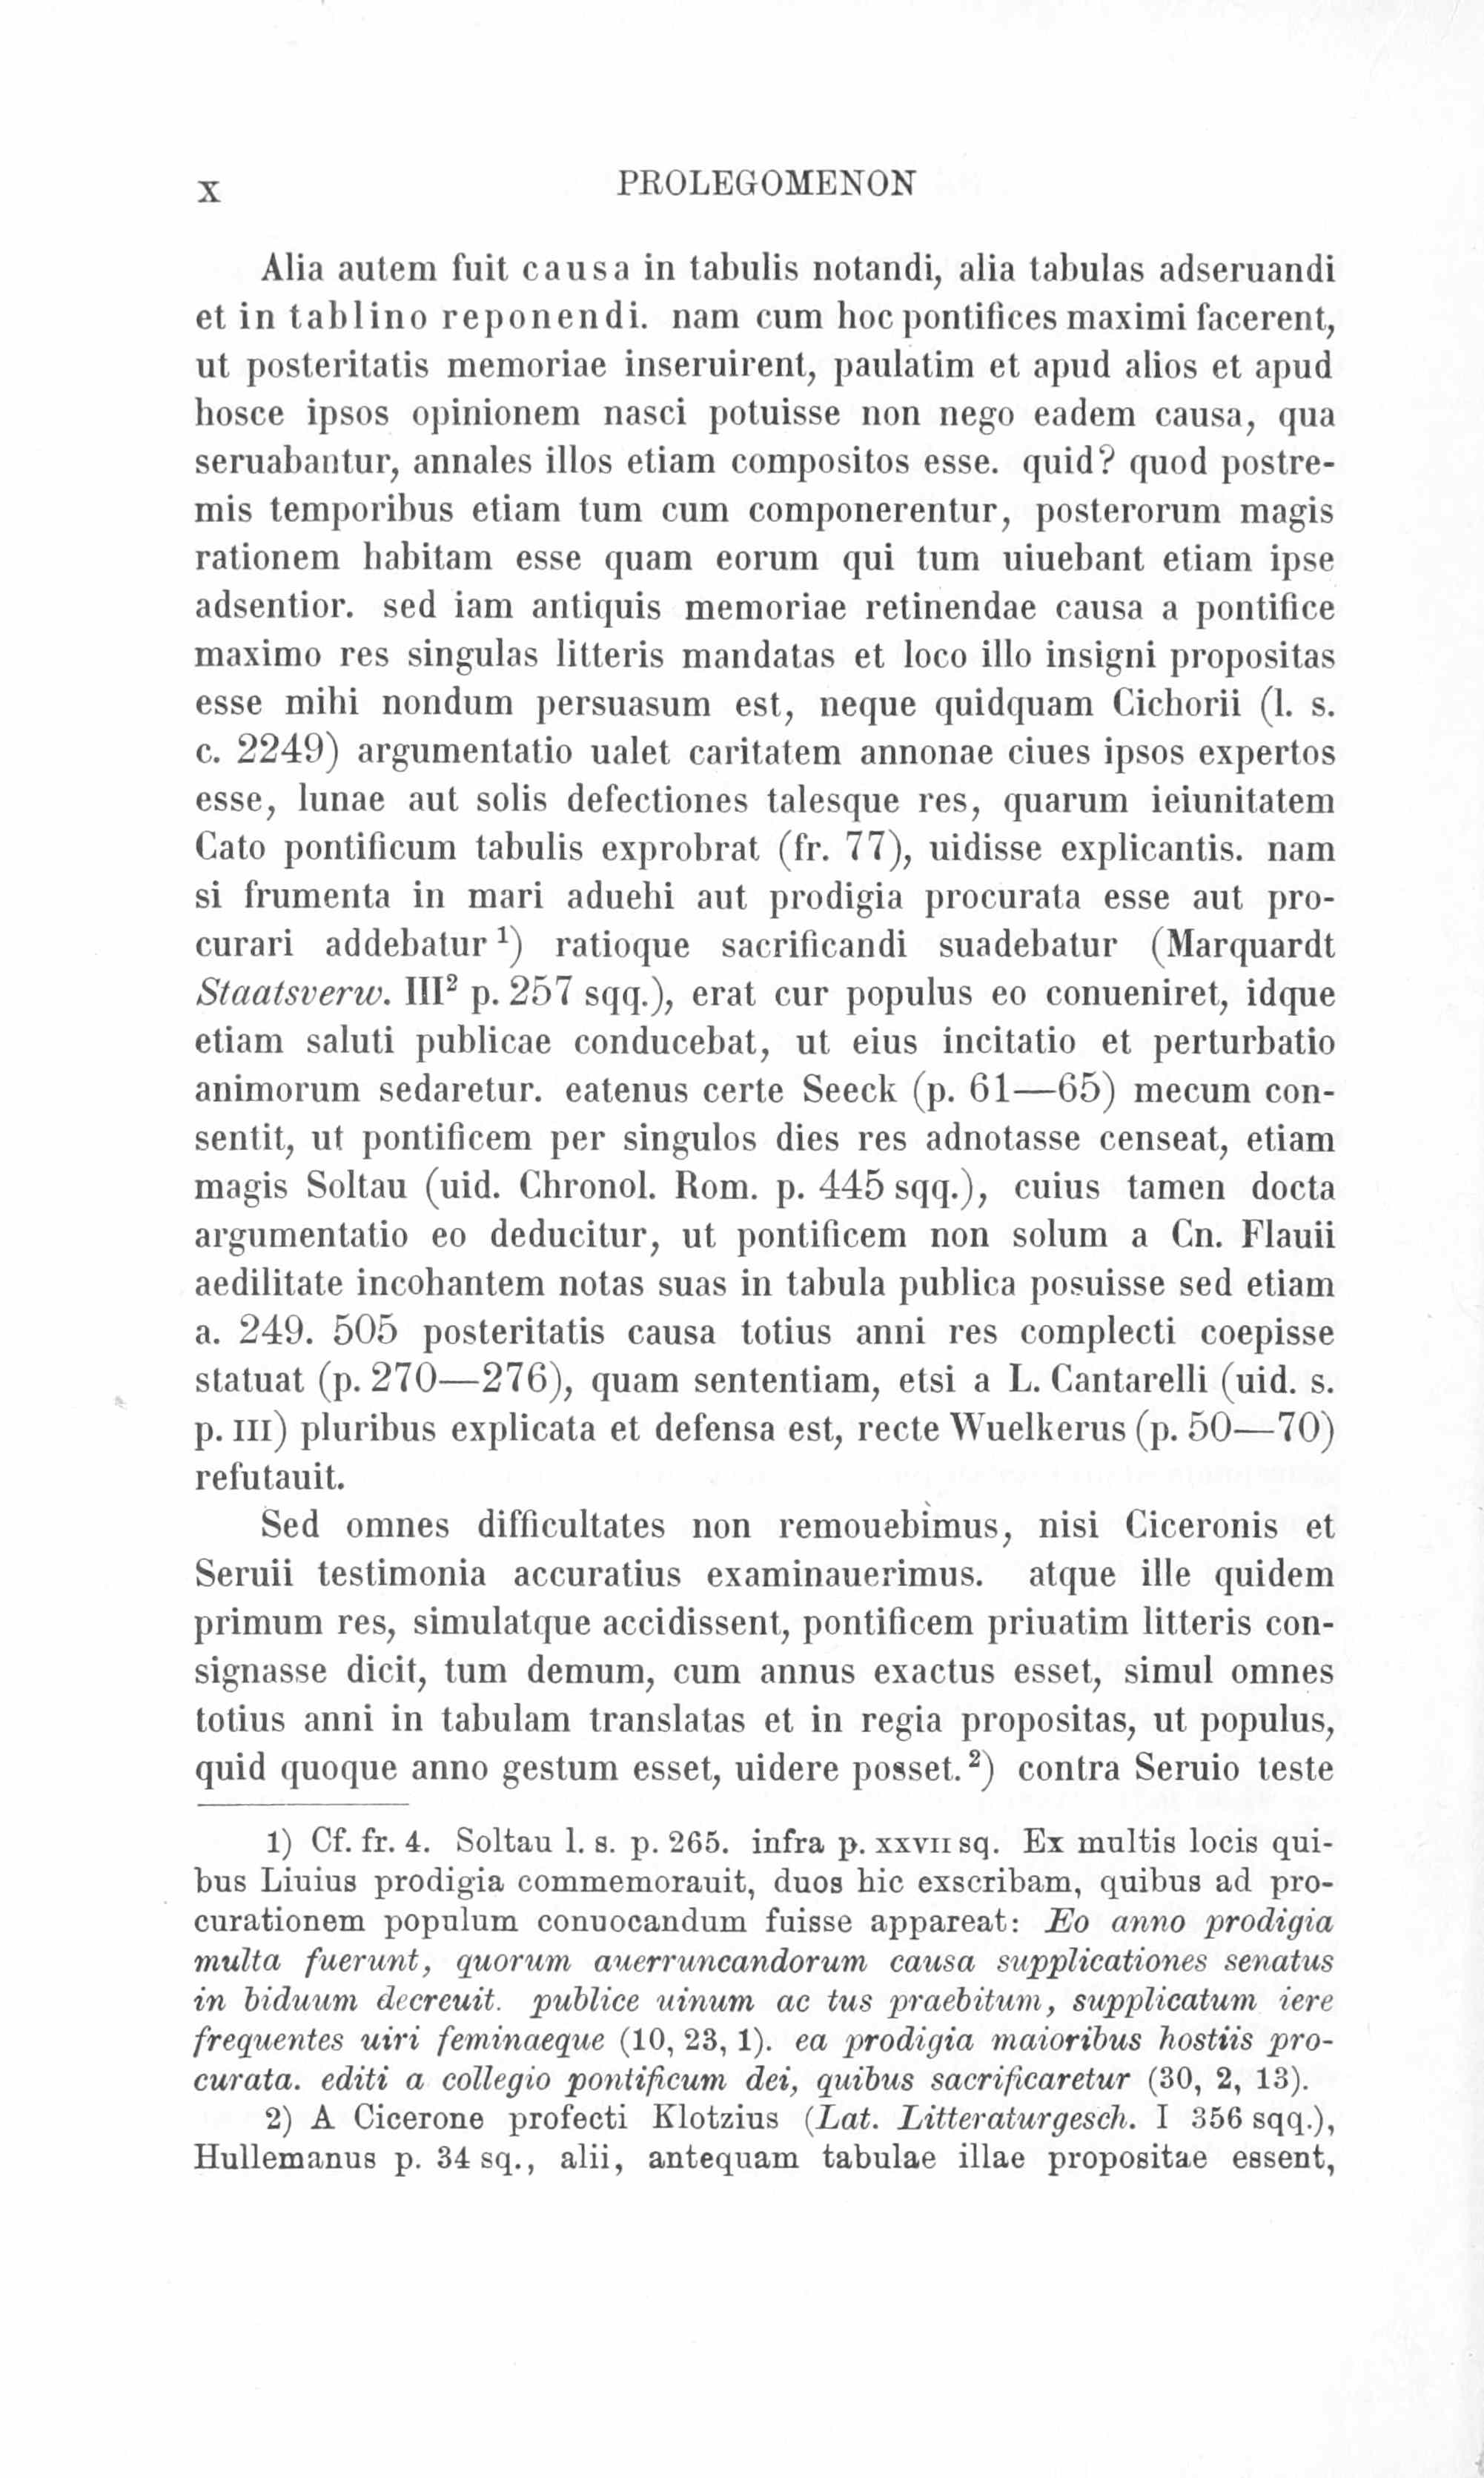 X
PROLEGOMENON
Alia autem fuit causa in tabulis notandi, alia tabulas adseruandi
et in tablino reponendi. nam cum hoc pontifices maximi facerent,
ut posteritatis memoriae inseruirent, paulatim et apud alios et apud
hosce ipsos opinionem nasci potuisse non nego eadem causa, qua
seruabantur, annales illos etiam compositos esse. quid? quod postre-
mis temporibus etiam tum cum componerentur, posterorum magis
rationem habitam esse quam eorum qui tum uiuebant etiam ipse
adsentior. sed iam antiquis memoriae retinendae causa a pontifice
maximo res singulas litteris mandatas et loco illo insigni propositas
esse mihi nondum persuasum est, neque quidquam Cichorii (l. s.
c. 2249) argumentatio ualet caritatem annonae ciues ipsos expertos
esse, lunae aut solis defectiones talesque res, quarum ieiunitatem
Cato pontificum tabulis exprobrat (fr. 77), uidisse explicantis. nam
si frumenta in mari aduehi aut prodigia procurata esse aut pro-
curari addebatur ¹) ratioque sacrificandi suadebatur (Marquardt
Staatsverw. III² p. 257 sqq.), erat cur populus eo conueniret, idque
etiam saluti publicae conducebat, ut eius incitatio et perturbatio
animorum sedaretur. eatenus certe Seeck (p. 61—65) mecum con-
sentit, ut pontificem per singulos dies res adnotasse censeat, etiam
magis Soltau (uid. Chronol. Rom. p. 445 sqq.), cuius tamen docta
argumentatio eo deducitur, ut pontificem non solum a Cn. Flauii
aedilitate incohantem notas suas in tabula publica posuisse sed etiam
a. 249. 505 posteritatis causa totius anni res complecti coepisse
statuat (p. 270—276), quam sententiam, etsi a L. Cantarelli (uid. s.
p. III) pluribus explicata et defensa est, recte Wuelkerus (p. 50—70)
refutauit.
Sed omnes difficultates non remouebimus, nisi Ciceronis et
Seruii testimonia accuratius examinauerimus. atque ille quidem
primum res, simulatque accidissent, pontificem priuatim litteris con-
signasse dicit, tum demum, cum annus exactus esset, simul omnes
totius anni in tabulam translatas et in regia propositas, ut populus,
quid quoque anno gestum esset, uidere posset. ²) contra Seruio teste
1) Cf. fr. 4. Soltau l. s. p. 265. infra p. XXVII sq. Ex multis locis qui-
bus Liuius prodigia commemorauit, duos hic exscribam, quibus ad pro-
curationem populum conuocandum fuisse appareat: Eo anno prodigia
multa fuerunt, quorum auerruncandorum causa supplicationes senatus
in biduum decreuit. publice uinum ac tus praebitum, supplicatum iere
frequentes uiri feminaeque (10, 23, 1). ea prodigia maioribus hostiis pro-
curata. editi a collegio pontificum dei, quibus sacrificaretur (30, 2, 13).
2) A Cicerone profecti Klotzius (Lat. Litteraturgesch. I 356 sqq.),
Hullemanus p. 34 sq., alii, antequam tabulae illae propositae essent,